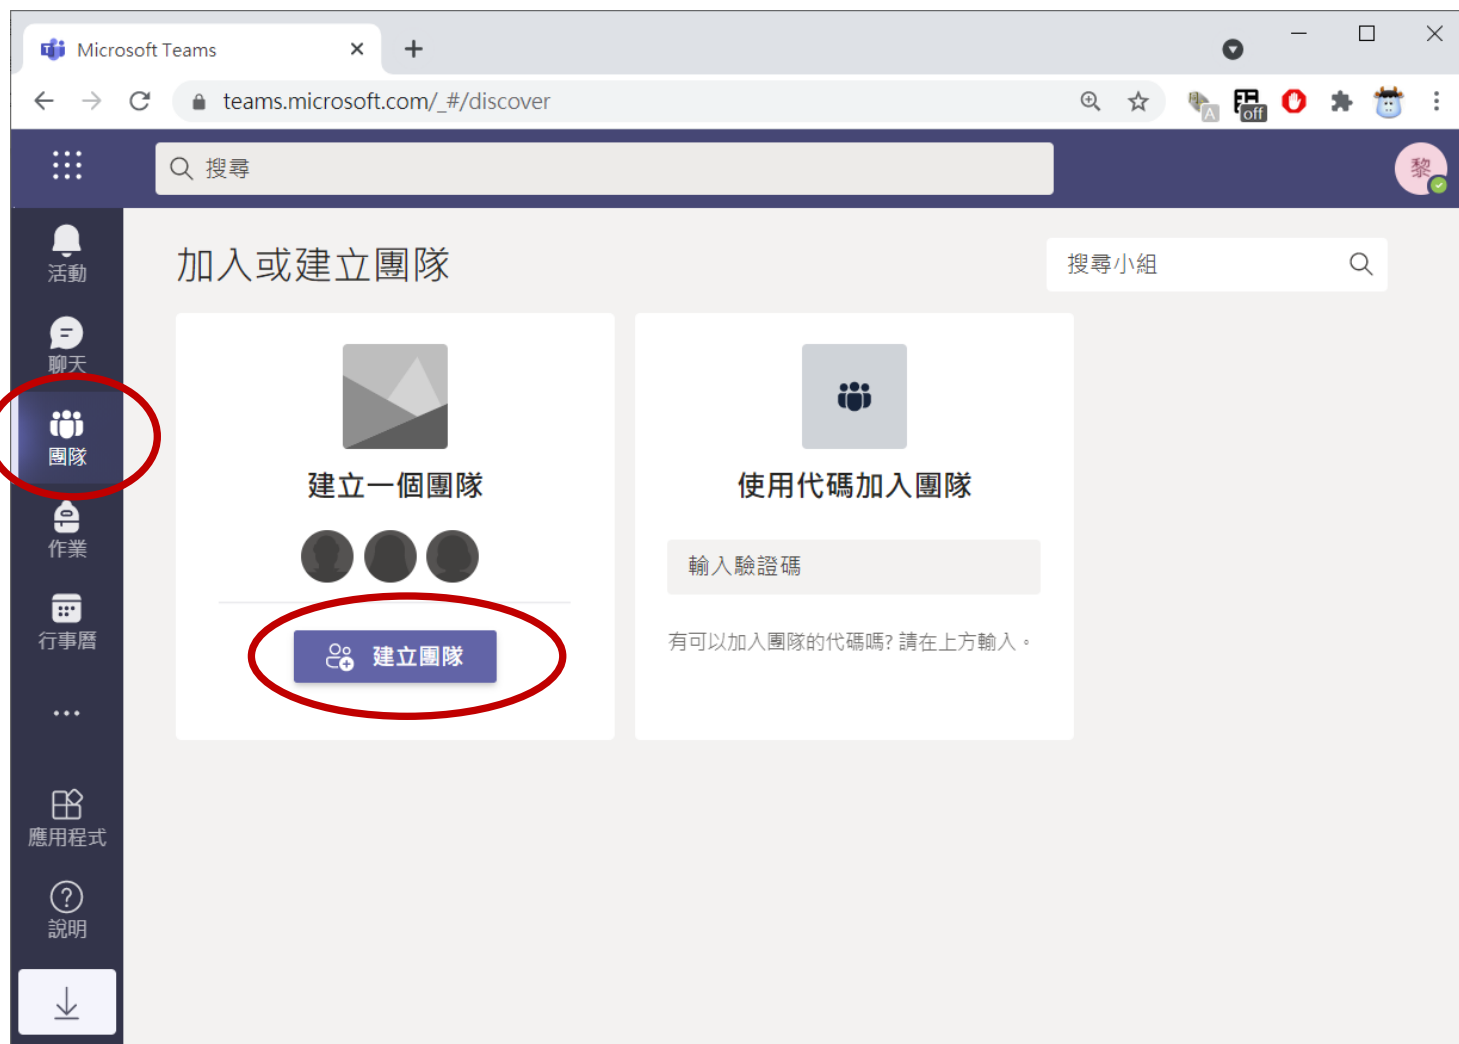 Microsoft Teams
teams.microsoft.com/_#/discover
A
off
搜尋
黎
活動
聊天
團隊
作業
行事曆
應用程式
說明
加入或建立團隊
搜尋小組
建立一個團隊
建立團隊
使用代碼加入團隊
輸入驗證碼
有可以加入團隊的代碼嗎? 請在上方輸入。